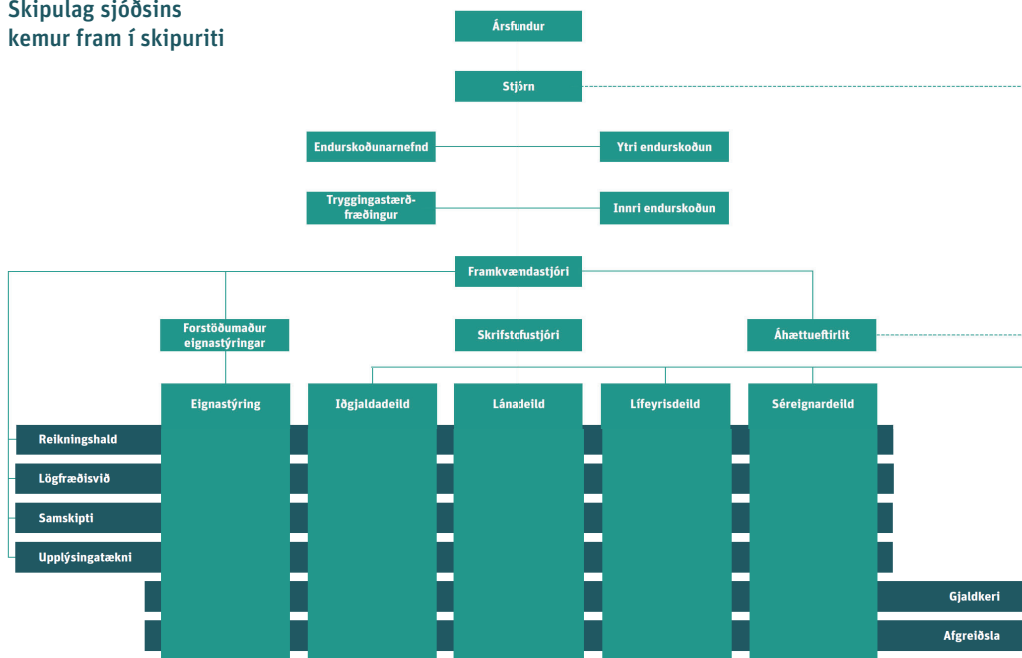 Skipulag sjóðsins
kemur fram í skipuriti
Ársfundur
Stjórn
Endurskoðunarnefnd
Ytri endurskoðun
Tryggingastærð-
fræðingur
Innri endurskoðun
Framkvændastjóri
Forstöðumaður
eignastýringar
Skrifstofustjóri
Áhættueftirlit
Eignastýring
Iðgjaldadeild
Lánadeild
Lífeyrisdeild
Séreignardeild
Reikningshald
Lögfræðisvið
Samskipti
Upplýsingatækni
Gjaldkeri
Afgreiðsla